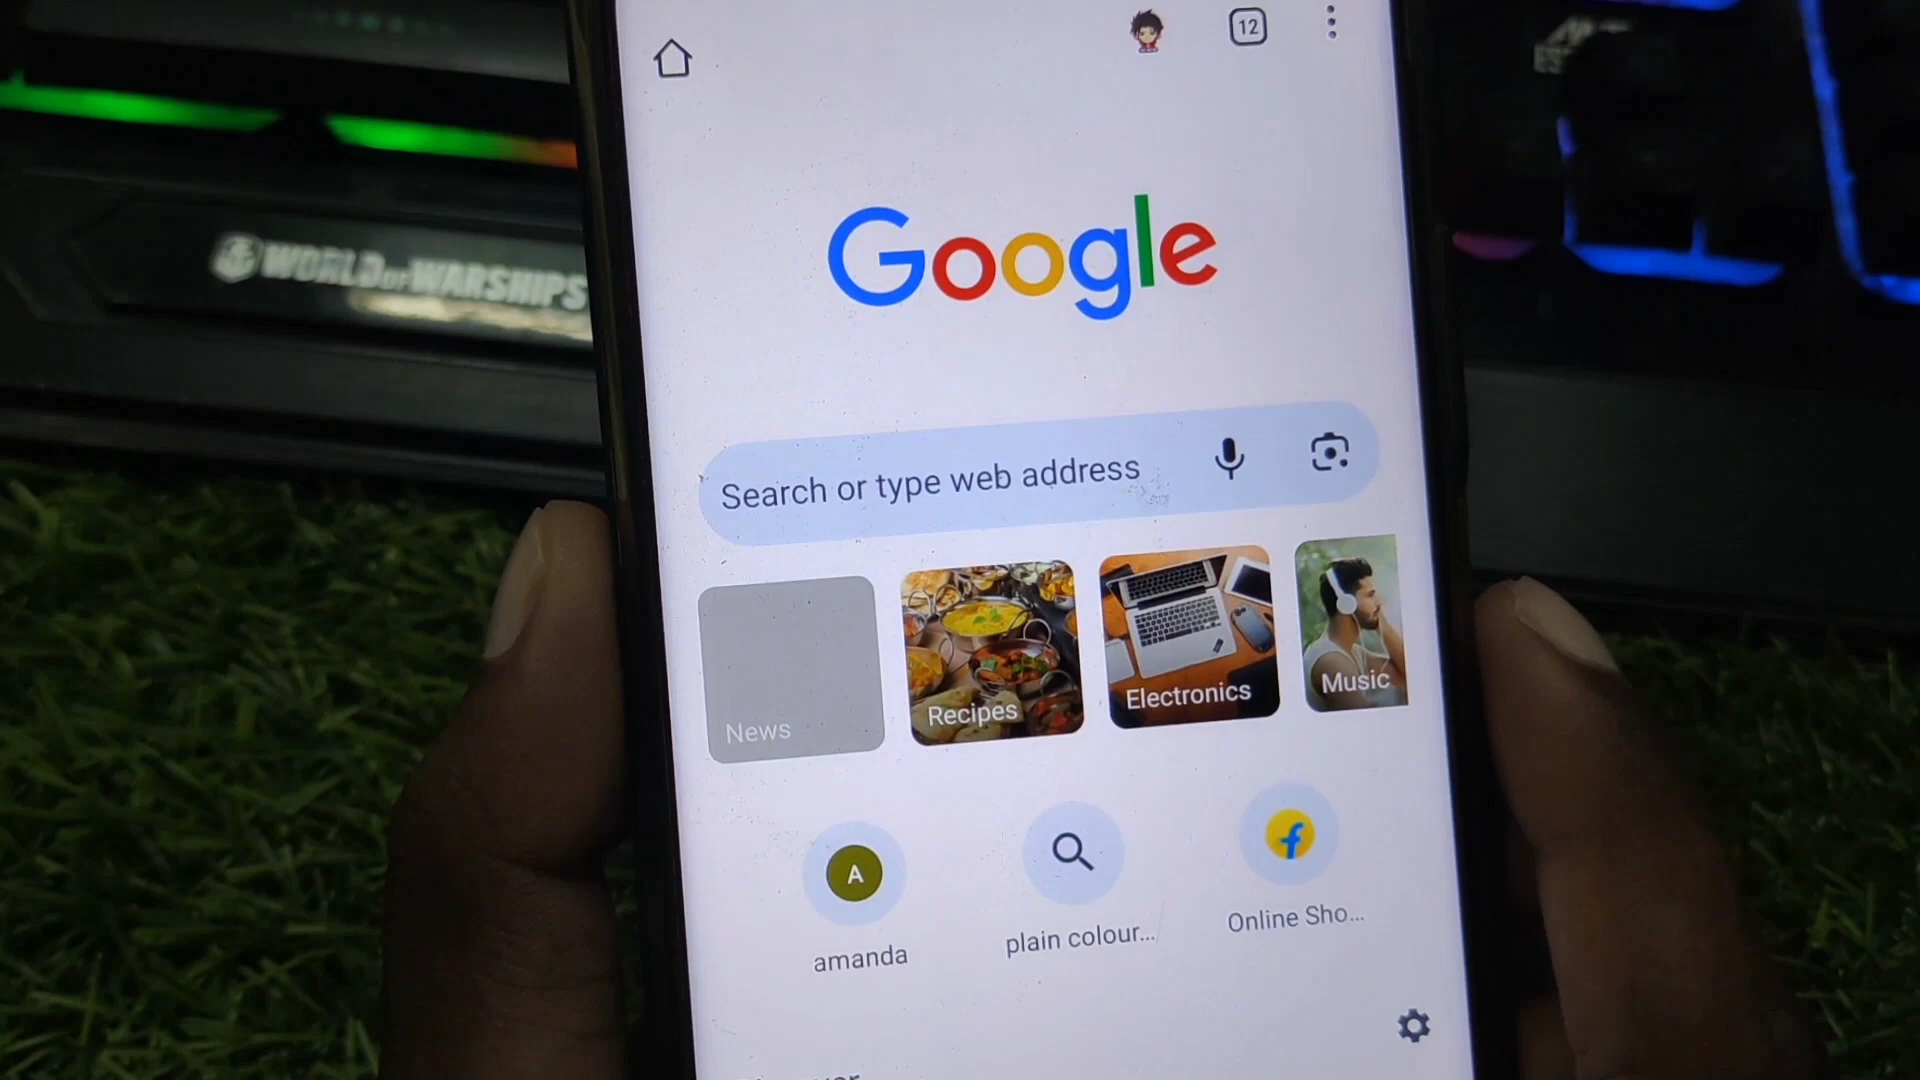 12
WORLD OF WARSHIPS
Google
Search or type web address
News
Recipes
Electronics
Music
A
amanda
plain colour...
Online Sho...